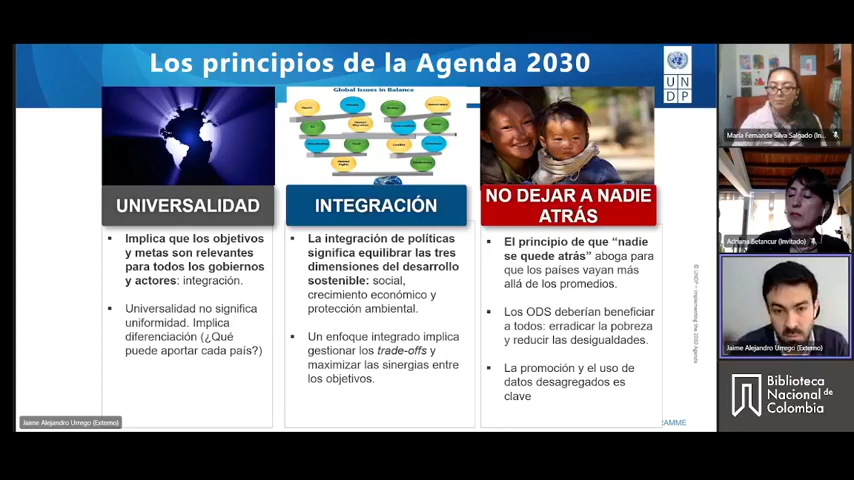 Los principios de la Agenda 2030
U N
D P
Global Issues in Balance
UNIVERSALIDAD
INTEGRACIÓN
NO DEJAR A NADIE
ATRÁS
Implica que los objetivos
y metas son relevantes
para todos los gobiernos
y actores: integración.
Universalidad no significa
uniformidad. Implica
diferenciación (¿Qué
puede aportar cada país?)
La integración de políticas
significa equilibrar las tres
dimensiones del desarrollo
sostenible: social,
crecimiento económico y
protección ambiental.
Un enfoque integrado implica
gestionar los trade-offs y
maximizar las sinergias entre
los objetivos.
El principio de que “nadie
se quede atrás” aboga para
que los países vayan más
allá de los promedios.
Los ODS deberían beneficiar
a todos: erradicar la pobreza
y reducir las desigualdades.
La promoción y el uso de
datos desagregados es
clave
© UNDP – Implementing the 2030 Agenda
RAMME
Jaime Alejandro Urrego (Externo)
María Fernanda Silva Salgado (In...
Adriana Betancur (Invitado)
Jaime Alejandro Urrego (Externo)
Biblioteca
Nacional de
Colombia